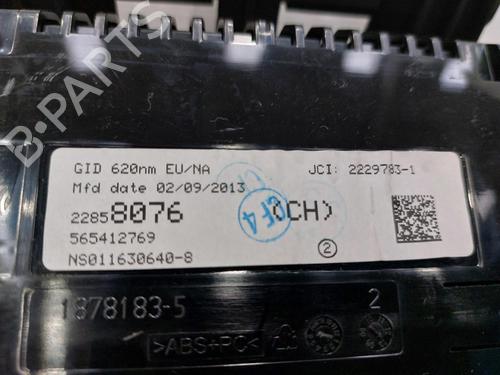 B-PARTS
GID 620nm EU/NA JCI: 2229783-1
Mfd date 02/09/2013
22858076 (CH)
565412769
NS011630640-8
2
CF4
1878183-5 2
>ABS+PC<